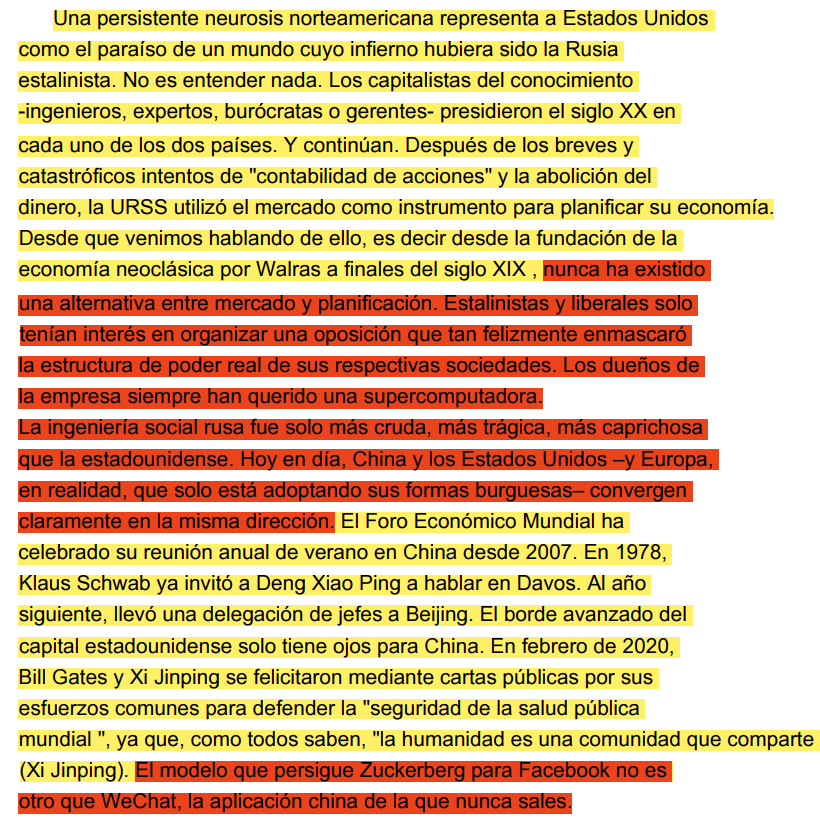 Una persistente neurosis norteamericana representa a Estados Unidos
como el paraíso de un mundo cuyo infierno hubiera sido la Rusia
estalinista. No es entender nada. Los capitalistas del conocimiento
-ingenieros, expertos, burócratas o gerentes- presidieron el siglo XX en
cada uno de los dos países. Y continúan. Después de los breves y
catastróficos intentos de "contabilidad de acciones" y la abolición del
dinero, la URSS utilizó el mercado como instrumento para planificar su economía.
Desde que venimos hablando de ello, es decir desde la fundación de la
economía neoclásica por Walras a finales del siglo XIX , nunca ha existido
una alternativa entre mercado y planificación. Estalinistas y liberales solo
tenían interés en organizar una oposición que tan felizmente enmascaró
la estructura de poder real de sus respectivas sociedades. Los dueños de
la empresa siempre han querido una supercomputadora.
La ingeniería social rusa fue solo más cruda, más trágica, más caprichosa
que la estadounidense. Hoy en día, China y los Estados Unidos –y Europa,
en realidad, que solo está adoptando sus formas burguesas– convergen
claramente en la misma dirección. El Foro Económico Mundial ha
celebrado su reunión anual de verano en China desde 2007. En 1978,
Klaus Schwab ya invitó a Deng Xiao Ping a hablar en Davos. Al año
siguiente, llevó una delegación de jefes a Beijing. El borde avanzado del
capital estadounidense solo tiene ojos para China. En febrero de 2020,
Bill Gates y Xi Jinping se felicitaron mediante cartas públicas por sus
esfuerzos comunes para defender la "seguridad de la salud pública
mundial ", ya que, como todos saben, "la humanidad es una comunidad que comparte
(Xi Jinping). El modelo que persigue Zuckerberg para Facebook no es
otro que WeChat, la aplicación china de la que nunca sales.